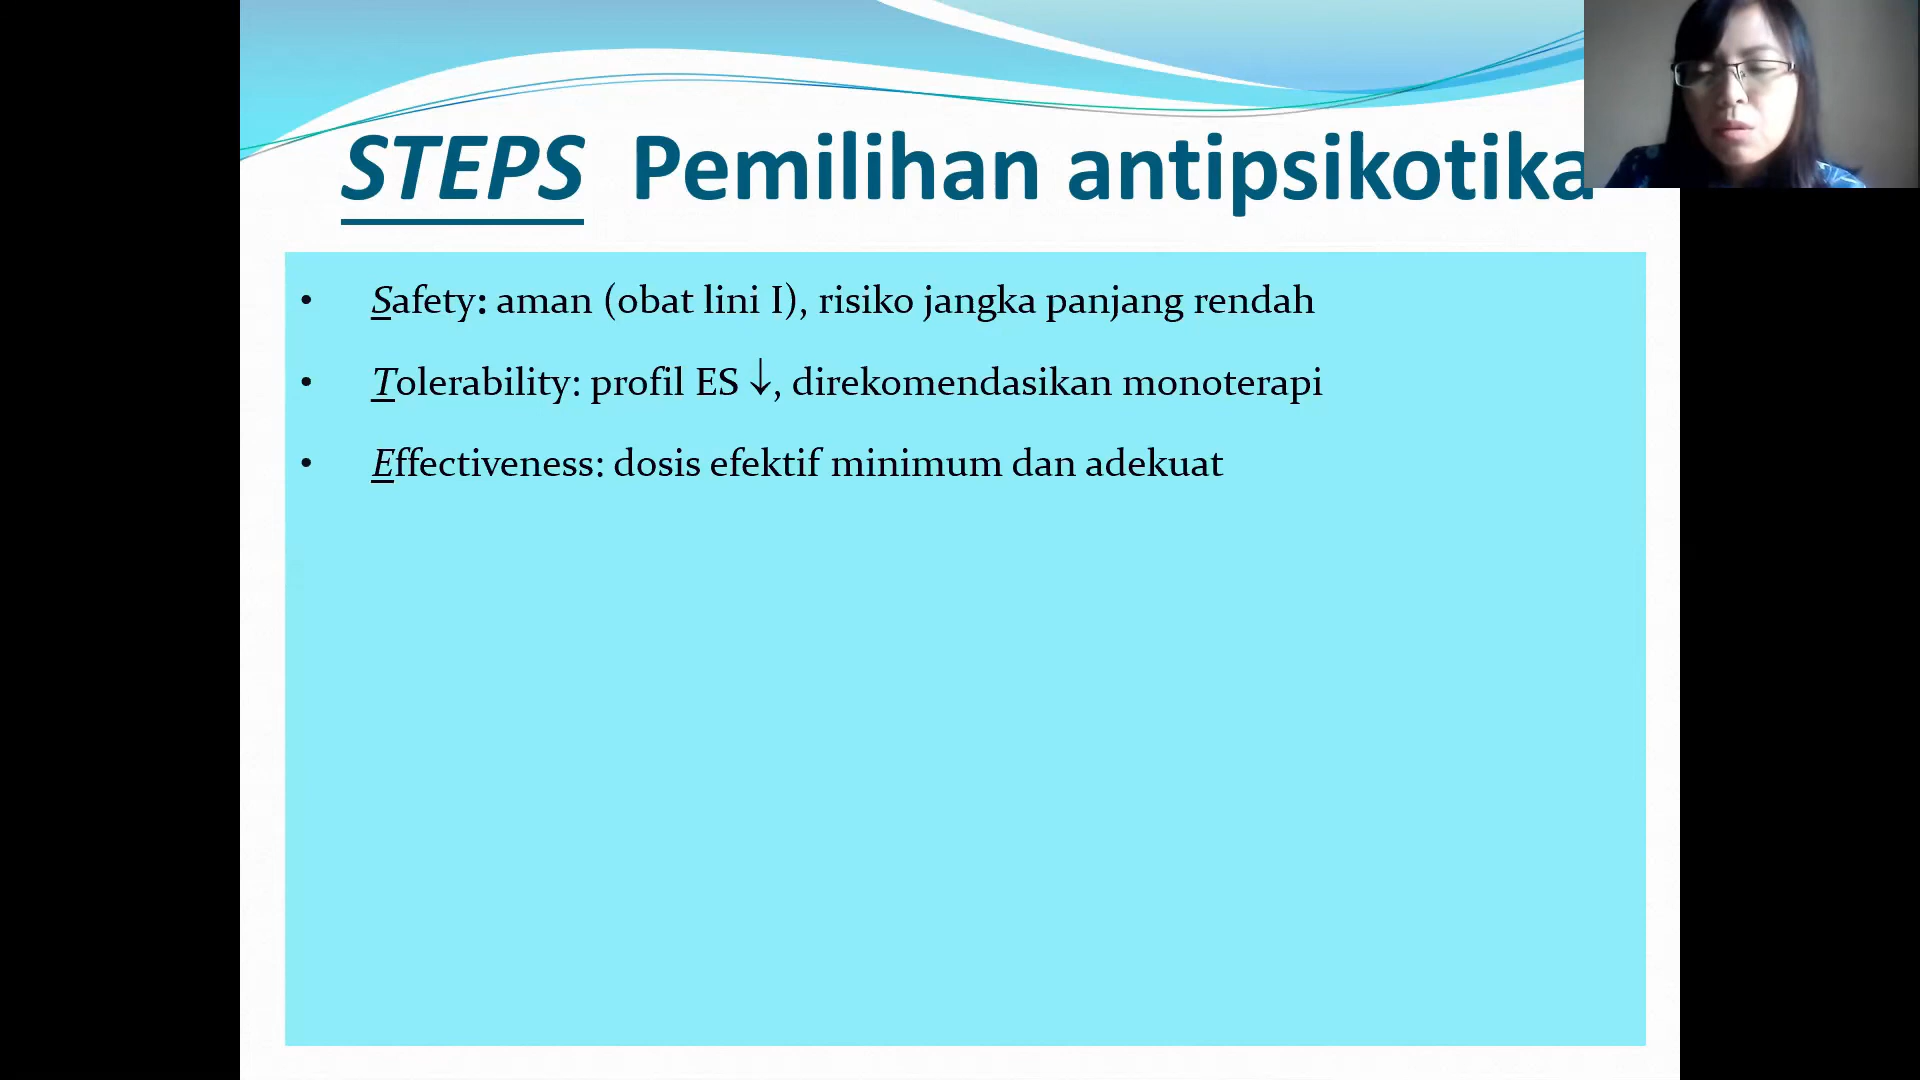 STEPS Pemilihan antipsikotika
• Safety: aman (obat lini I), risiko jangka panjang rendah
• Tolerability: profil ES ↓, direkomendasikan monoterapi
• Effectiveness: dosis efektif minimum dan adekuat